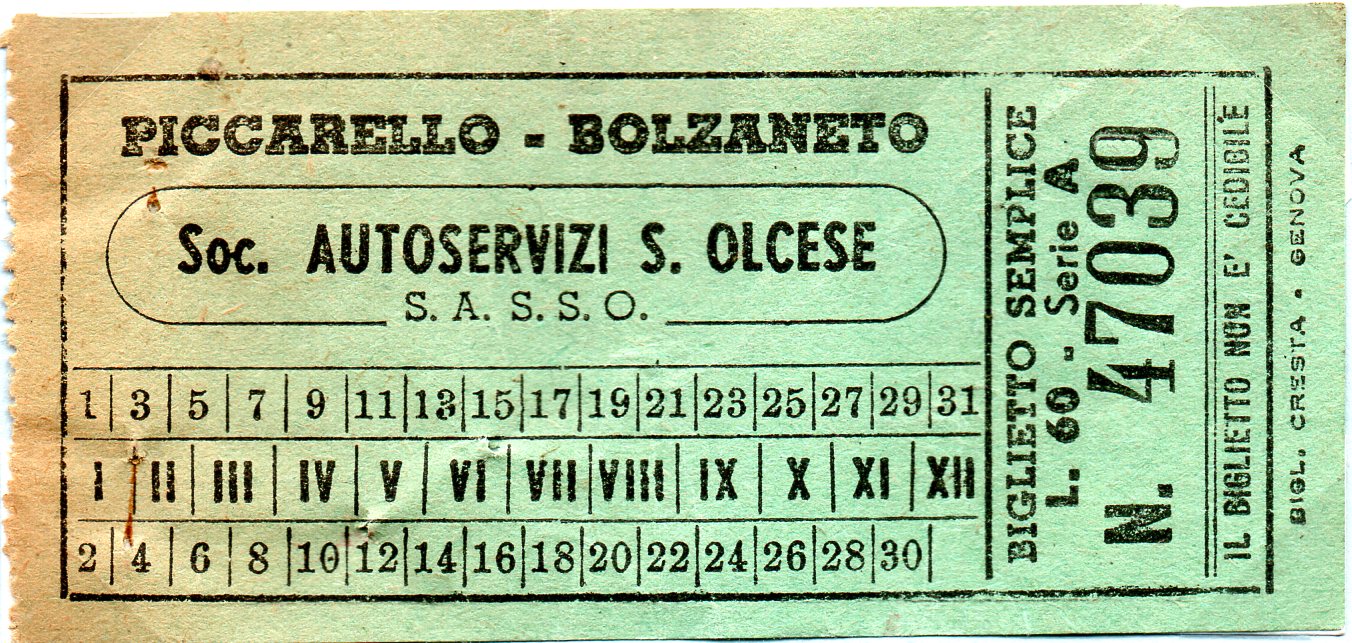 PICCARELLO - BOLZANETO
Soc. AUTOSERVIZI S. OLCESE
S. A. S. S. O.
1 3 5 7 9 11 13 15 17 19 21 23 25 27 29 31
I II III IV V VI VII VIII IX X XI XII
2 4 6 8 10 12 14 16 18 20 22 24 26 28 30
BIGLIETTO SEMPLICE
L. 60 - Serie A
N. 47039
IL BIGLIETTO NON E' CEDIBILE
BIGL. CRESTA - GENOVA